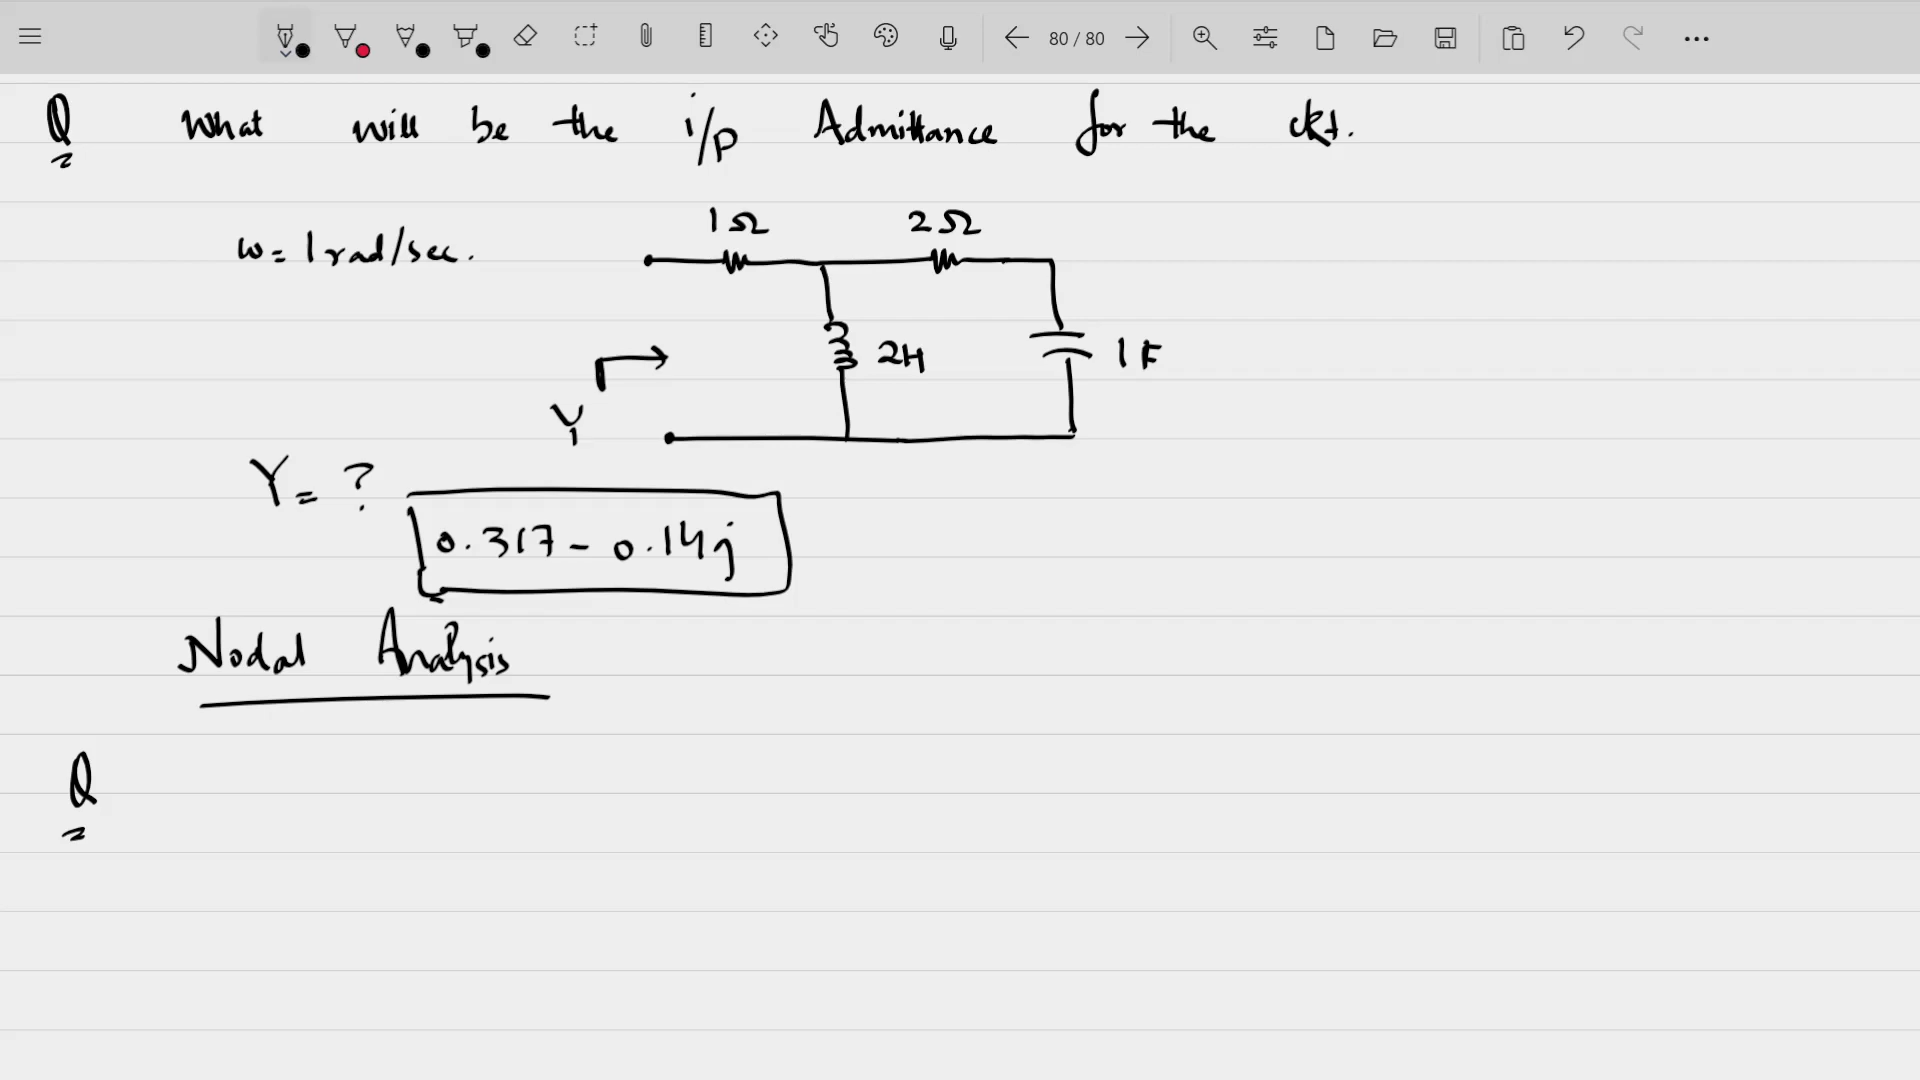 80 / 80
Q What will be the i/p Admittance for the ckt.
1Ω 2Ω
ω = 1 rad/sec.
2H 1F
Y
Y = ?
0.317 - 0.14j
Nodal Analysis
Q